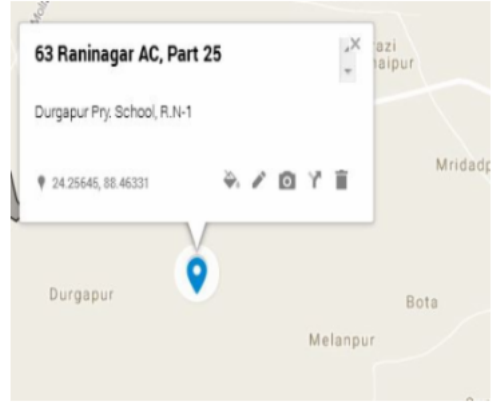 63 Raninagar AC, Part 25
Durgapur Pry. School, R.N-1
24.25645, 88.46331
Durgapur
Bota
Melanpur